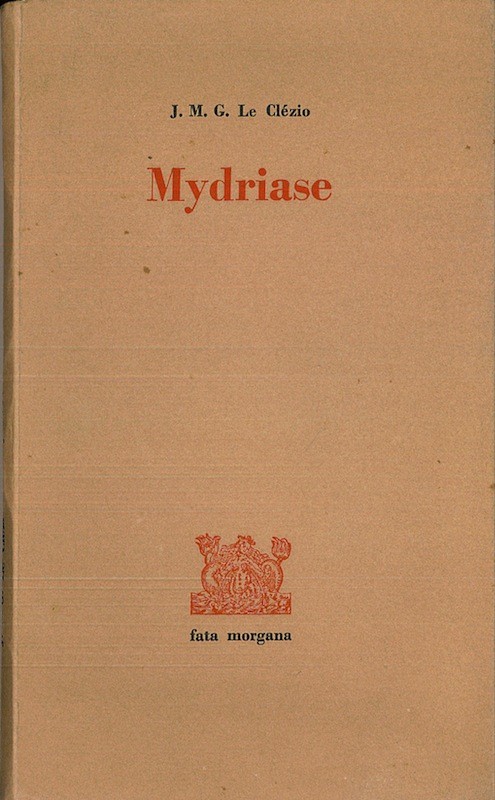 J. M. G. Le Clézio
Mydriase
fata morgana